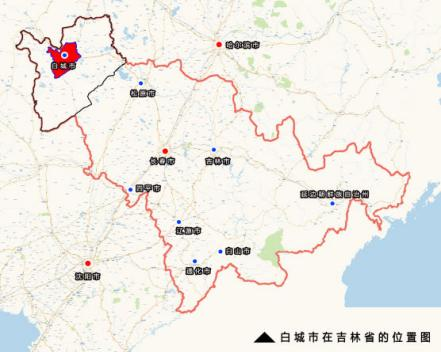 哈尔滨市
白城市
松原市
长春市
吉林市
四平市
延边朝鲜族自治州
辽源市
白山市
通化市
沈阳市
白城市在吉林省的位置图